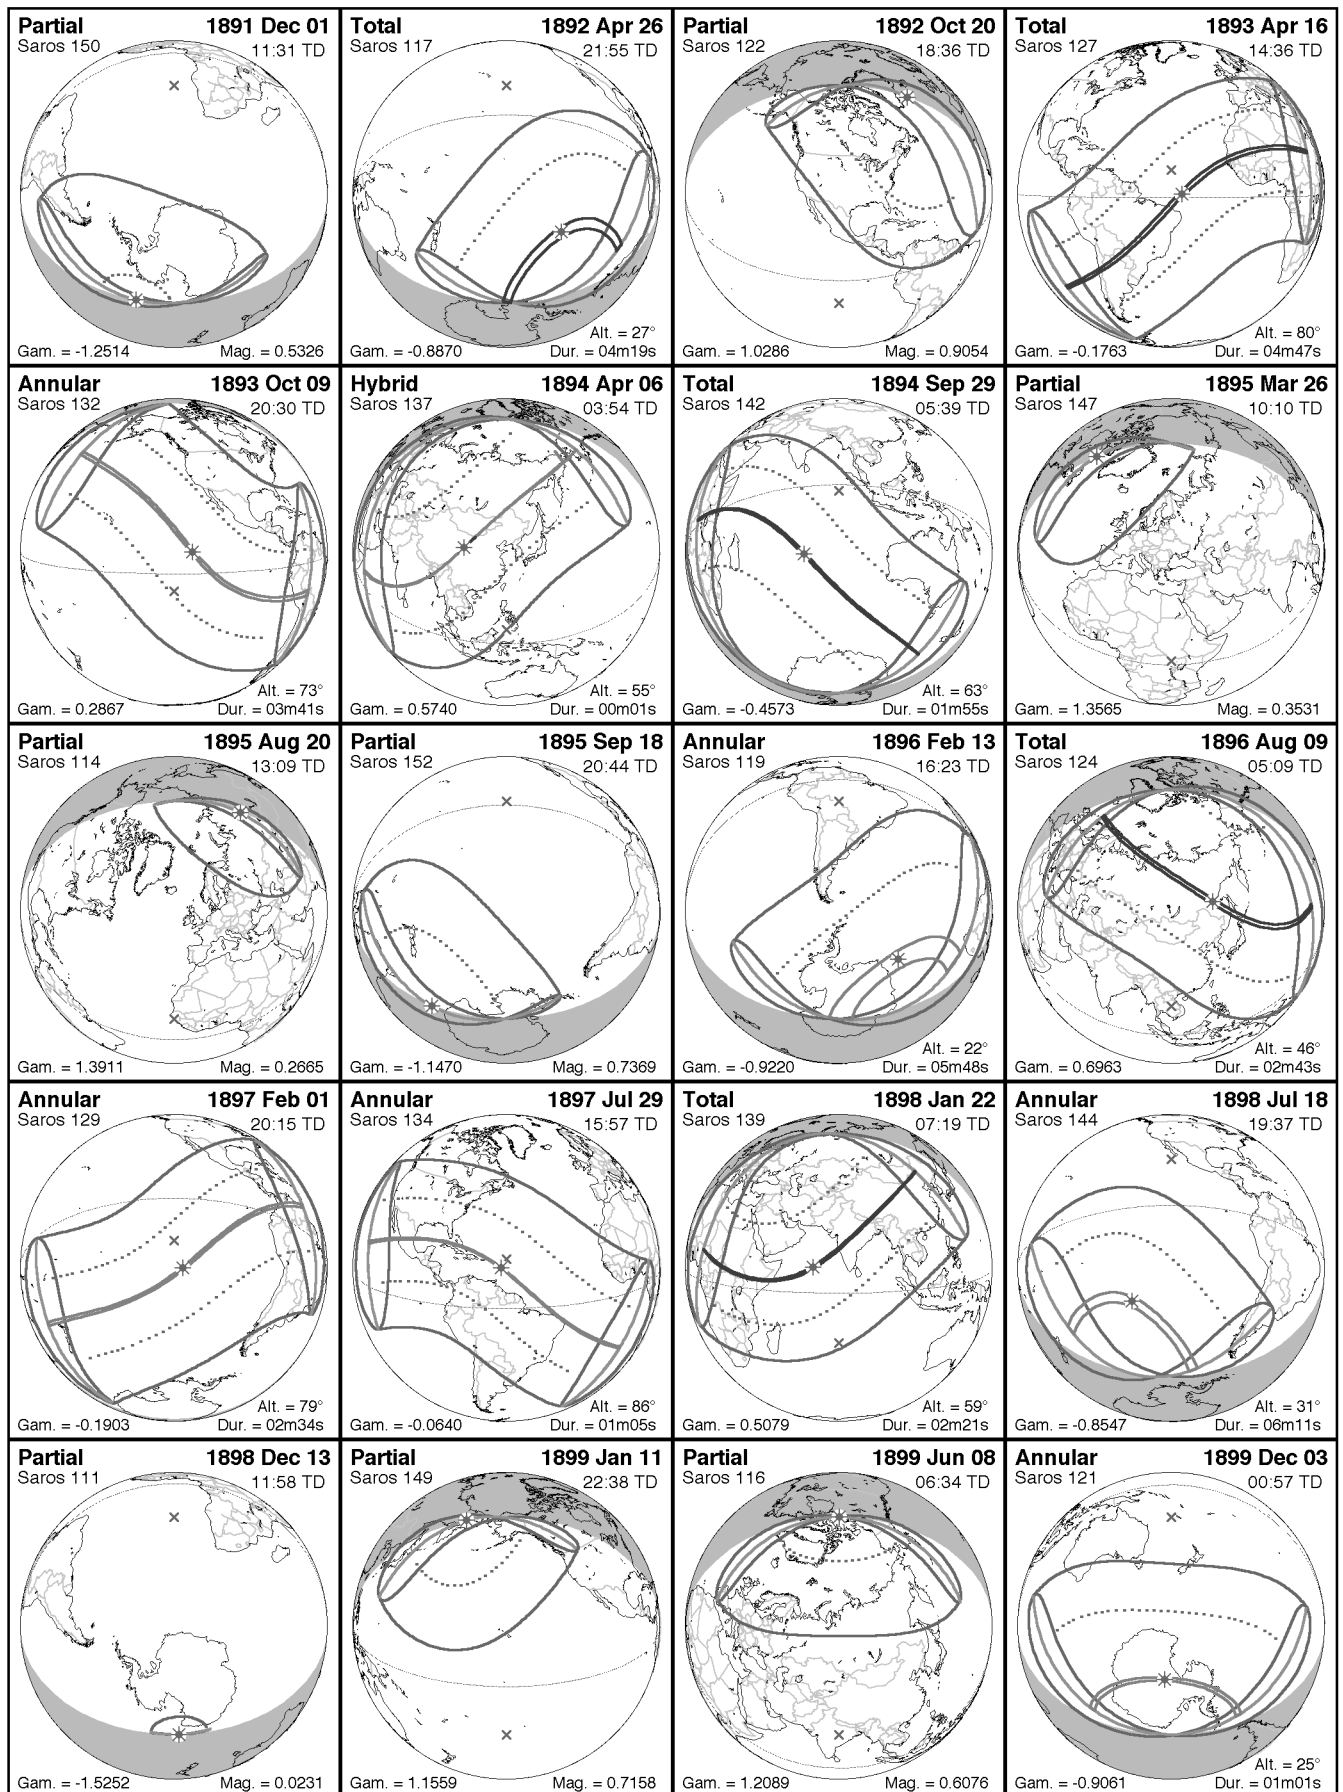 Partial 1891 Dec 01
Saros 150 11:31 TD
Gam. = -1.2514 Mag. = 0.5326
Total 1892 Apr 26
Saros 117 21:55 TD
Alt. = 27°
Gam. = -0.8870 Dur. = 04m19s
Partial 1892 Oct 20
Saros 122 18:36 TD
Gam. = 1.0286 Mag. = 0.9054
Total 1893 Apr 16
Saros 127 14:36 TD
Alt. = 80°
Gam. = -0.1763 Dur. = 04m47s
Annular 1893 Oct 09
Saros 132 20:30 TD
Alt. = 73°
Gam. = 0.2867 Dur. = 03m41s
Hybrid 1894 Apr 06
Saros 137 03:54 TD
Alt. = 55°
Gam. = 0.5740 Dur. = 00m01s
Total 1894 Sep 29
Saros 142 05:39 TD
Alt. = 63°
Gam. = -0.4573 Dur. = 01m55s
Partial 1895 Mar 26
Saros 147 10:10 TD
Gam. = 1.3565 Mag. = 0.3531
Partial 1895 Aug 20
Saros 114 13:09 TD
Gam. = 1.3911 Mag. = 0.2665
Partial 1895 Sep 18
Saros 152 20:44 TD
Gam. = -1.1470 Mag. = 0.7369
Annular 1896 Feb 13
Saros 119 16:23 TD
Alt. = 22°
Gam. = -0.9220 Dur. = 05m48s
Total 1896 Aug 09
Saros 124 05:09 TD
Alt. = 46°
Gam. = 0.6963 Dur. = 02m43s
Annular 1897 Feb 01
Saros 129 20:15 TD
Alt. = 79°
Gam. = -0.1903 Dur. = 02m34s
Annular 1897 Jul 29
Saros 134 15:57 TD
Alt. = 86°
Gam. = -0.0640 Dur. = 01m05s
Total 1898 Jan 22
Saros 139 07:19 TD
Alt. = 59°
Gam. = 0.5079 Dur. = 02m21s
Annular 1898 Jul 18
Saros 144 19:37 TD
Alt. = 31°
Gam. = -0.8547 Dur. = 06m11s
Partial 1898 Dec 13
Saros 111 11:58 TD
Gam. = -1.5252 Mag. = 0.0231
Partial 1899 Jan 11
Saros 149 22:38 TD
Gam. = 1.1559 Mag. = 0.7158
Partial 1899 Jun 08
Saros 116 06:34 TD
Gam. = 1.2089 Mag. = 0.6076
Annular 1899 Dec 03
Saros 121 00:57 TD
Alt. = 25°
Gam. = -0.9061 Dur. = 01m01s